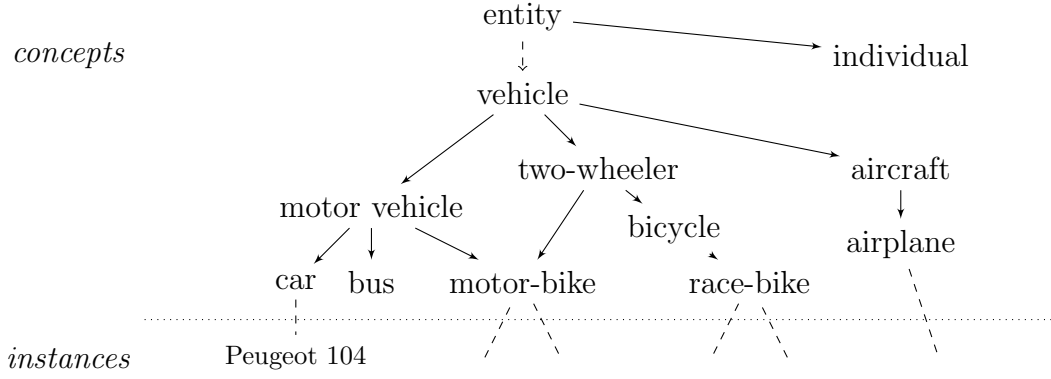 entity
concepts
individual
vehicle
two-wheeler
aircraft
motor vehicle
bicycle
airplane
car
bus
motor-bike
race-bike
instances
Peugeot 104